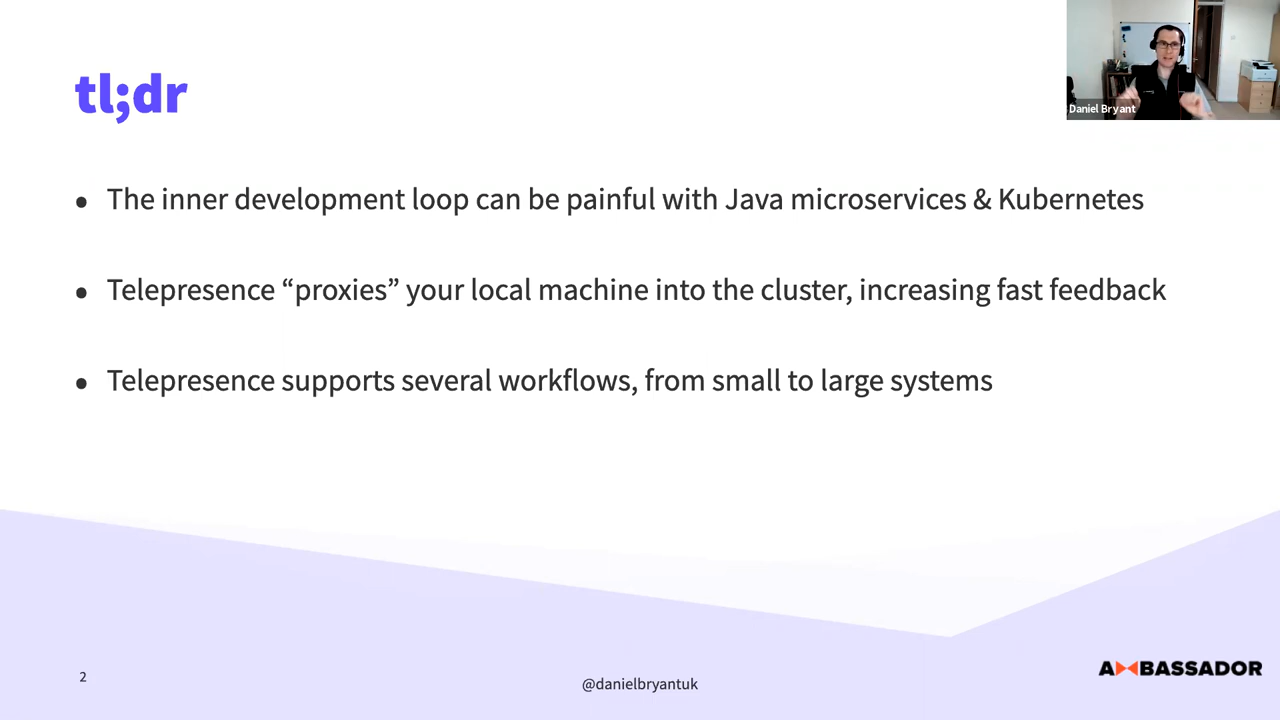 tl;dr
Daniel Bryant
• The inner development loop can be painful with Java microservices & Kubernetes
• Telepresence “proxies” your local machine into the cluster, increasing fast feedback
• Telepresence supports several workflows, from small to large systems
2
@danielbryantuk
AMBASSADOR